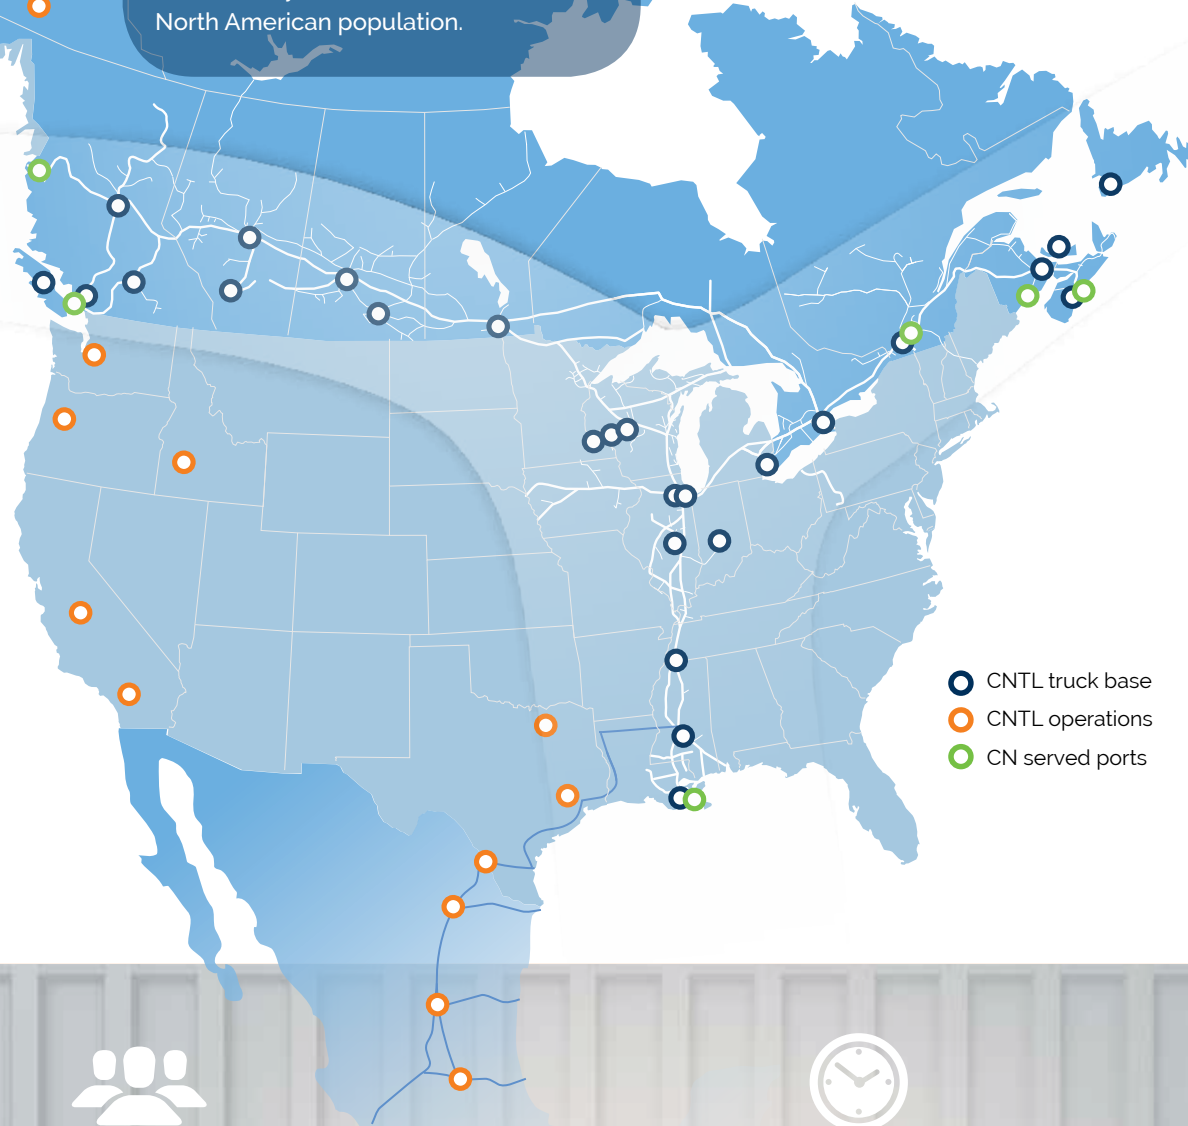 North American population.
CNTL truck base
CNTL operations
CN served ports